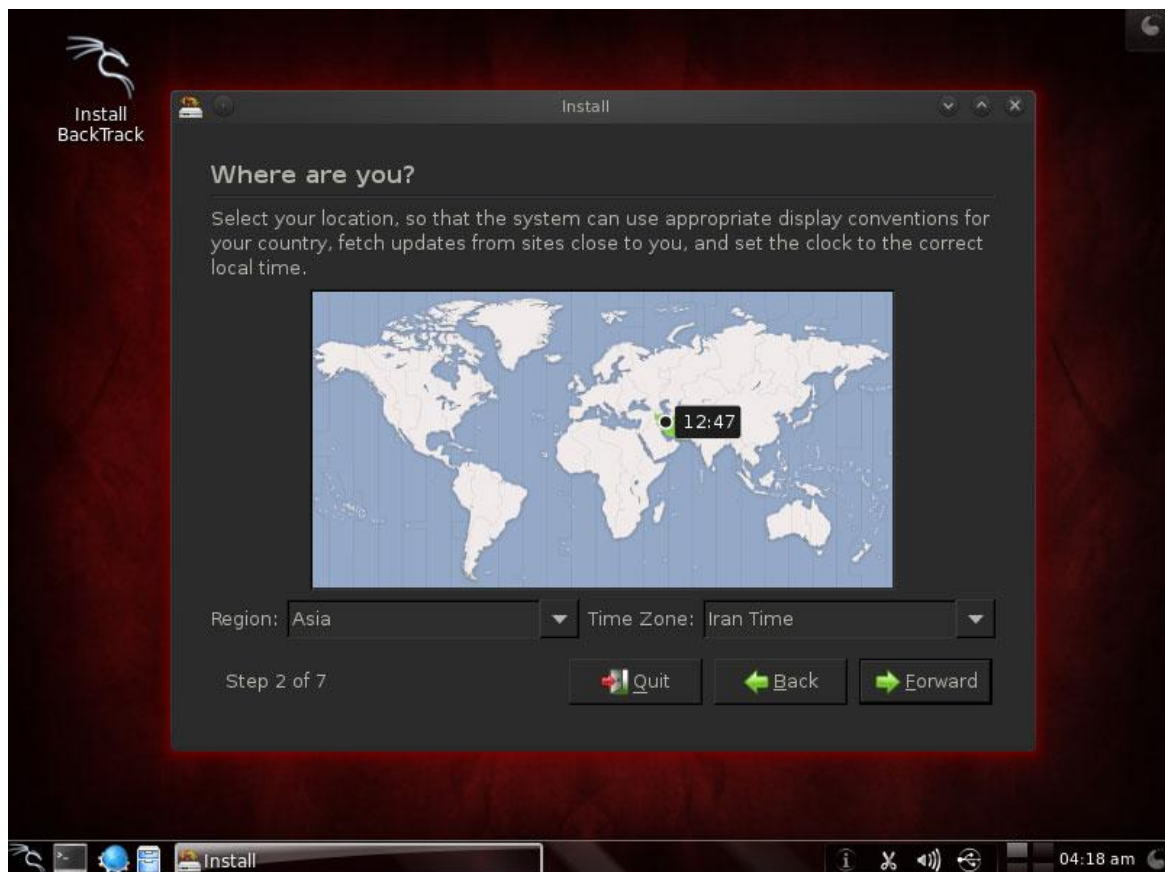 Install
BackTrack
Install
Where are you?
Select your location, so that the system can use appropriate display conventions for
your country, fetch updates from sites close to you, and set the clock to the correct
local time.
12:47
Region: Asia Time Zone: Iran Time
Step 2 of 7 Quit Back Forward
Install 04:18 am